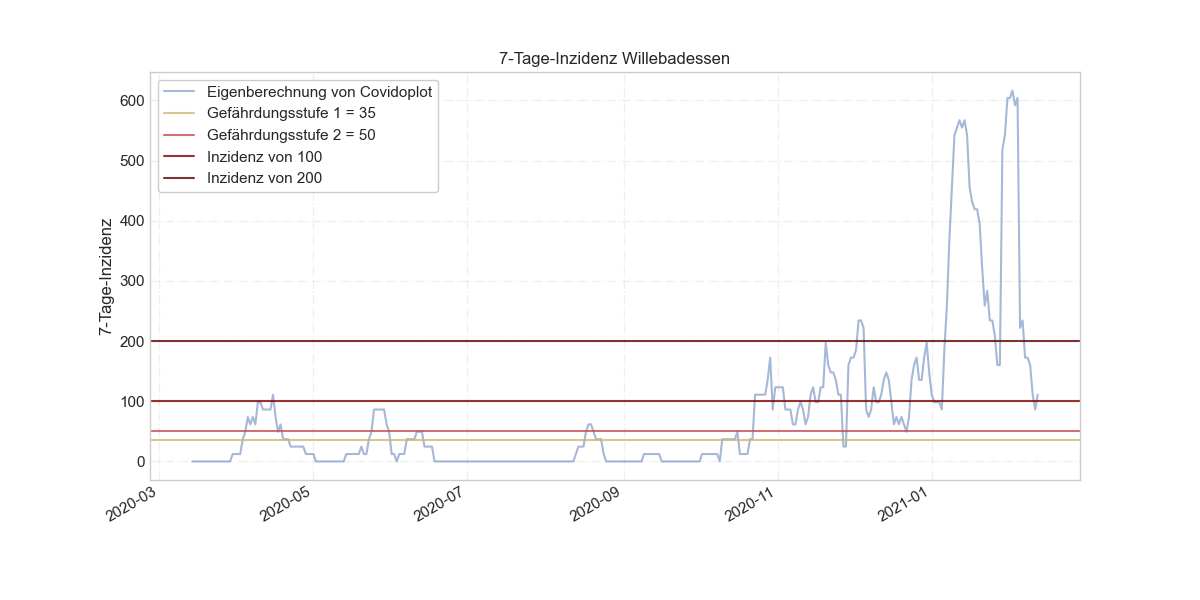 7-Tage-Inzidenz Willebadessen
Eigenberechnung von Covidoplot
Gefährdungsstufe 1 = 35
Gefährdungsstufe 2 = 50
Inzidenz von 100
Inzidenz von 200
7-Tage-Inzidenz
600
500
400
300
200
100
0
2020-03
2020-05
2020-07
2020-09
2020-11
2021-01